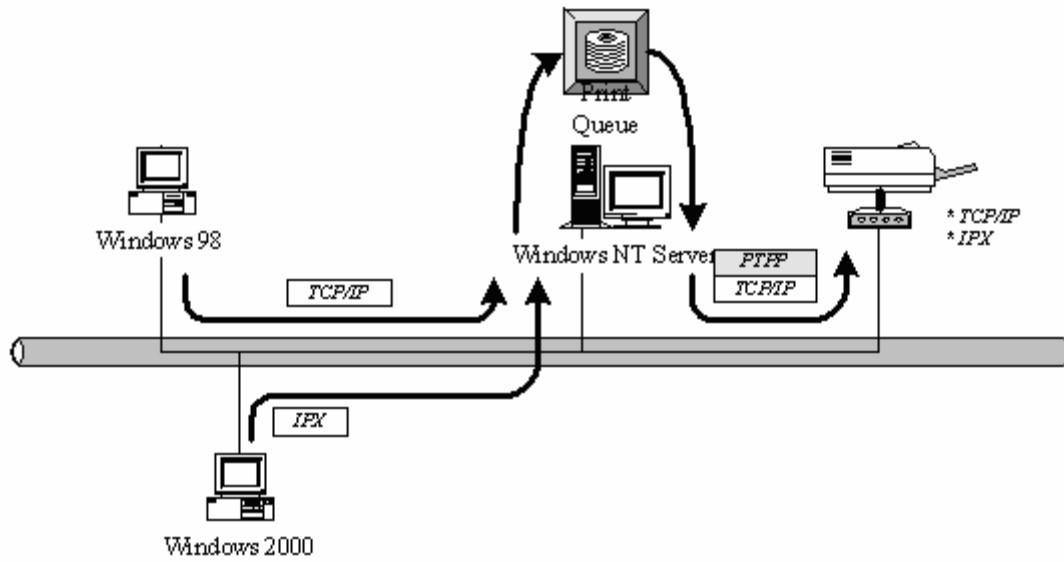 Print
Queue
Windows 98
Windows NT Server
* TCP/IP
* IPX
TCP/IP
PTPP
TCP/IP
IPX
Windows 2000